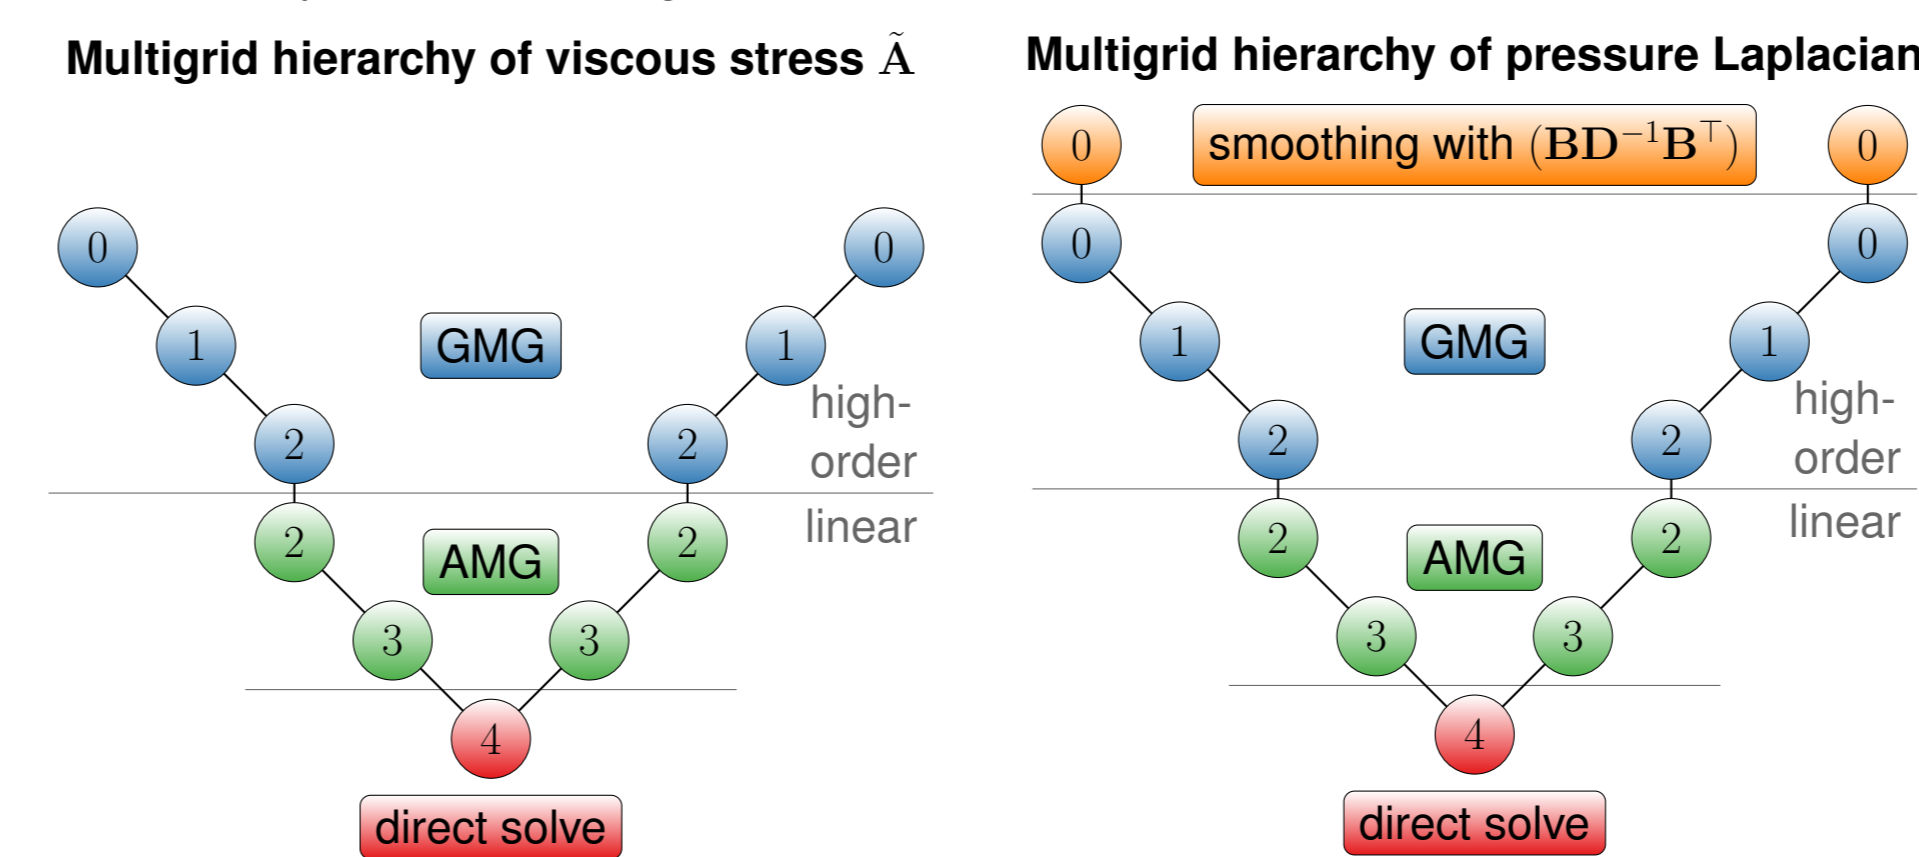 Multigrid hierarchy of viscous stress Ã
0
0
1
GMG
1
high-
order
2
2
linear
2
AMG
2
3
3
4
direct solve
Multigrid hierarchy of pressure Laplacian
0
smoothing with (BD⁻¹B⊤)
0
0
0
1
GMG
1
high-
order
2
2
linear
2
AMG
2
3
3
4
direct solve